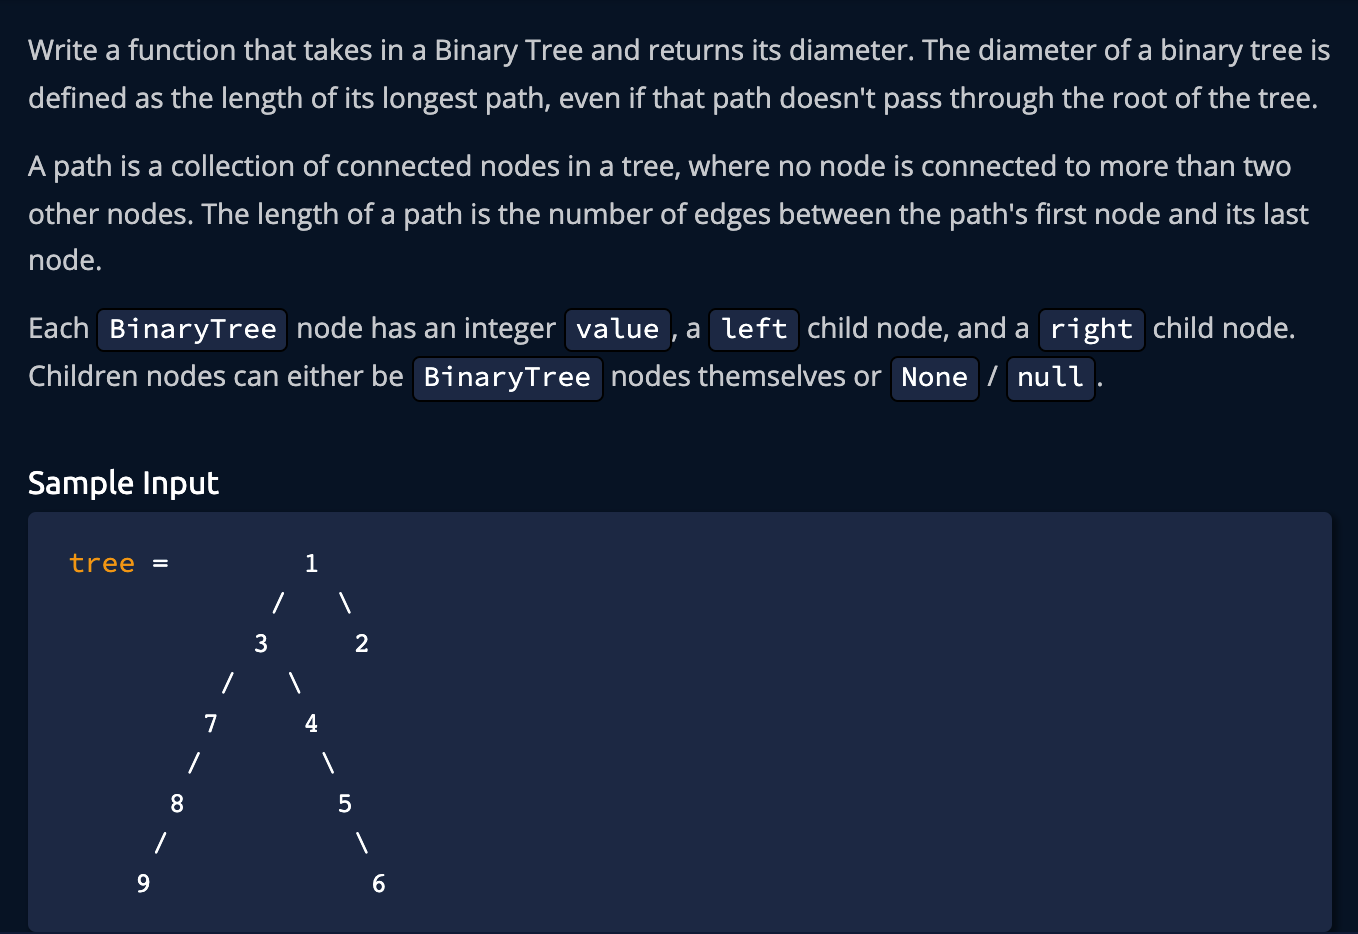 Write a function that takes in a Binary Tree and returns its diameter. The diameter of a binary tree is
defined as the length of its longest path, even if that path doesn't pass through the root of the tree.
A path is a collection of connected nodes in a tree, where no node is connected to more than two
other nodes. The length of a path is the number of edges between the path's first node and its last
node.
Each BinaryTree node has an integer value , a left child node, and a right child node.
Children nodes can either be BinaryTree nodes themselves or None / null .
Sample Input
tree = 1
/ \
3 2
/ \
7 4
/ \
8 5
/ \
9 6